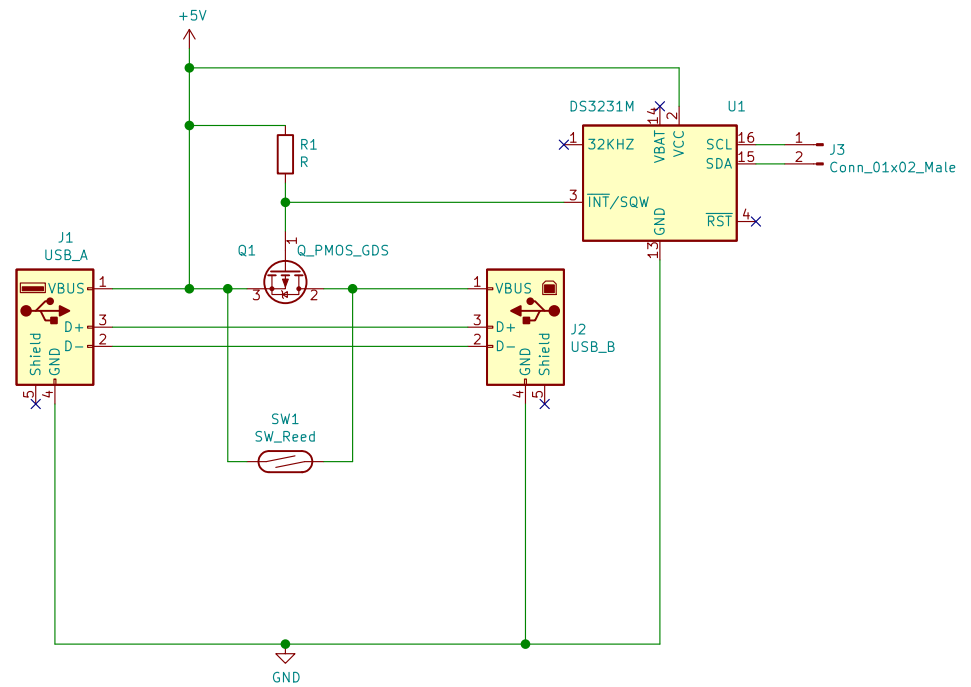 +5V
DS3231M
U1
14
2
1
32KHZ
VBAT
VCC
SCL
16
1
J3
SDA
15
2
Conn_01x02_Male
R1
R
3
INT/SQW
GND
RST
4
13
1
Q1
Q_PMOS_GDS
3
2
J1
USB_A
VBUS
1
D+
3
D-
2
Shield
GND
5
4
1
VBUS
3
D+
2
D-
GND
Shield
4
5
J2
USB_B
SW1
SW_Reed
GND